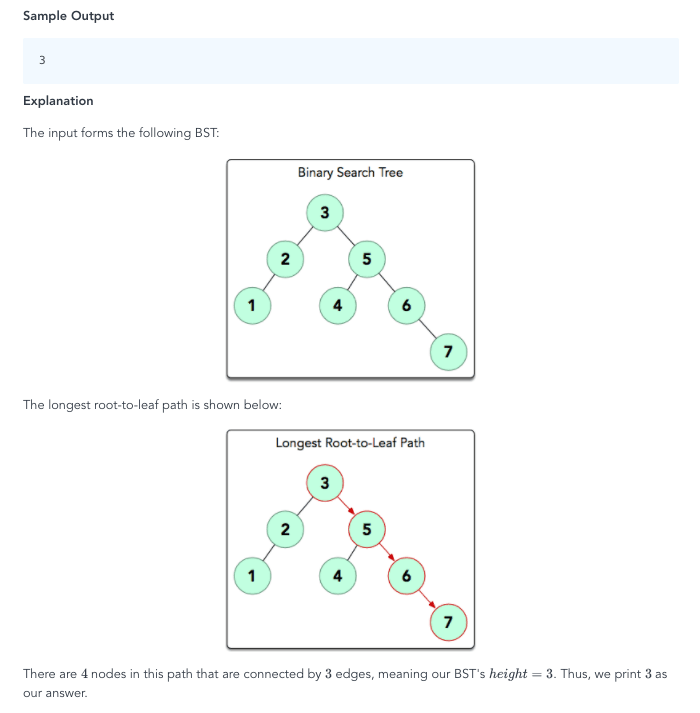 Sample Output
3
Explanation
The input forms the following BST:
Binary Search Tree
3
2
5
1
4
6
7
The longest root-to-leaf path is shown below:
Longest Root-to-Leaf Path
3
2
5
1
4
6
7
There are 4 nodes in this path that are connected by 3 edges, meaning our BST's height = 3. Thus, we print 3 as
our answer.